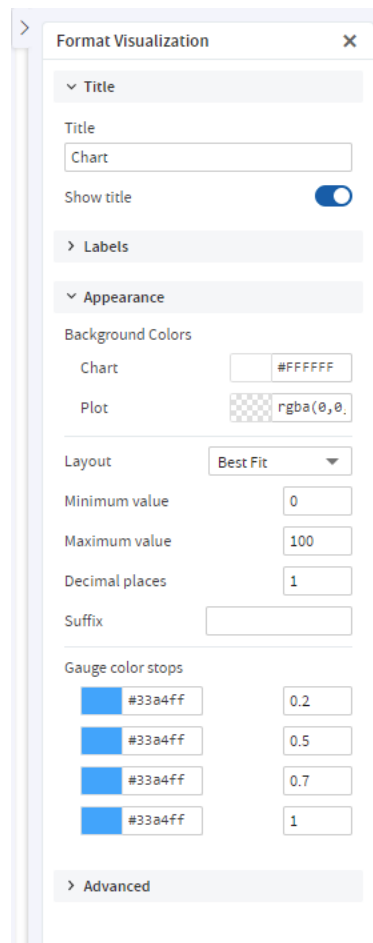 Format Visualization
Title
Title
Chart
Show title
Labels
Appearance
Background Colors
Chart #FFFFFF
Plot rgba(0,0,
Layout Best Fit
Minimum value 0
Maximum value 100
Decimal places 1
Suffix
Gauge color stops
#33a4ff 0.2
#33a4ff 0.5
#33a4ff 0.7
#33a4ff 1
Advanced